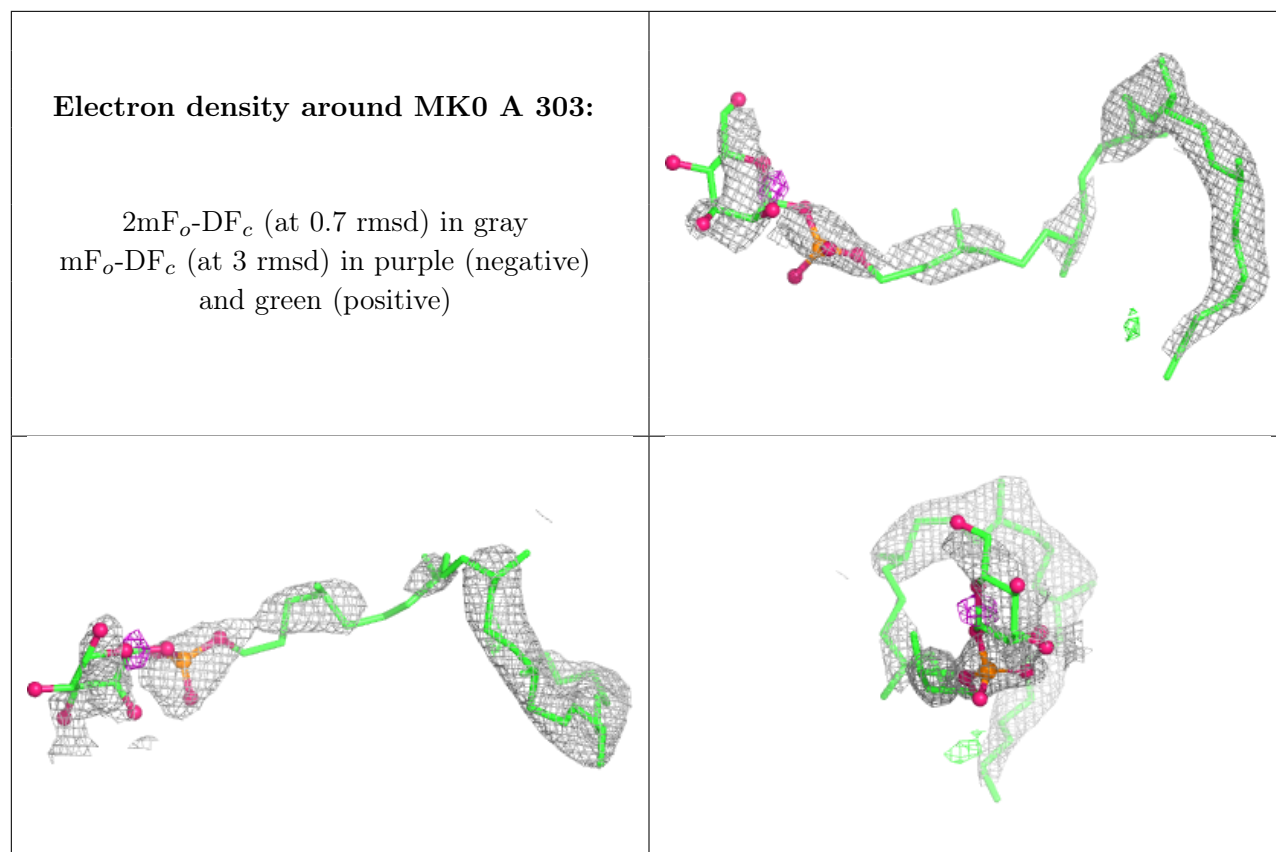 Electron density around MK0 A 303:
2mFo-DFc (at 0.7 rmsd) in gray
mFo-DFc (at 3 rmsd) in purple (negative)
and green (positive)